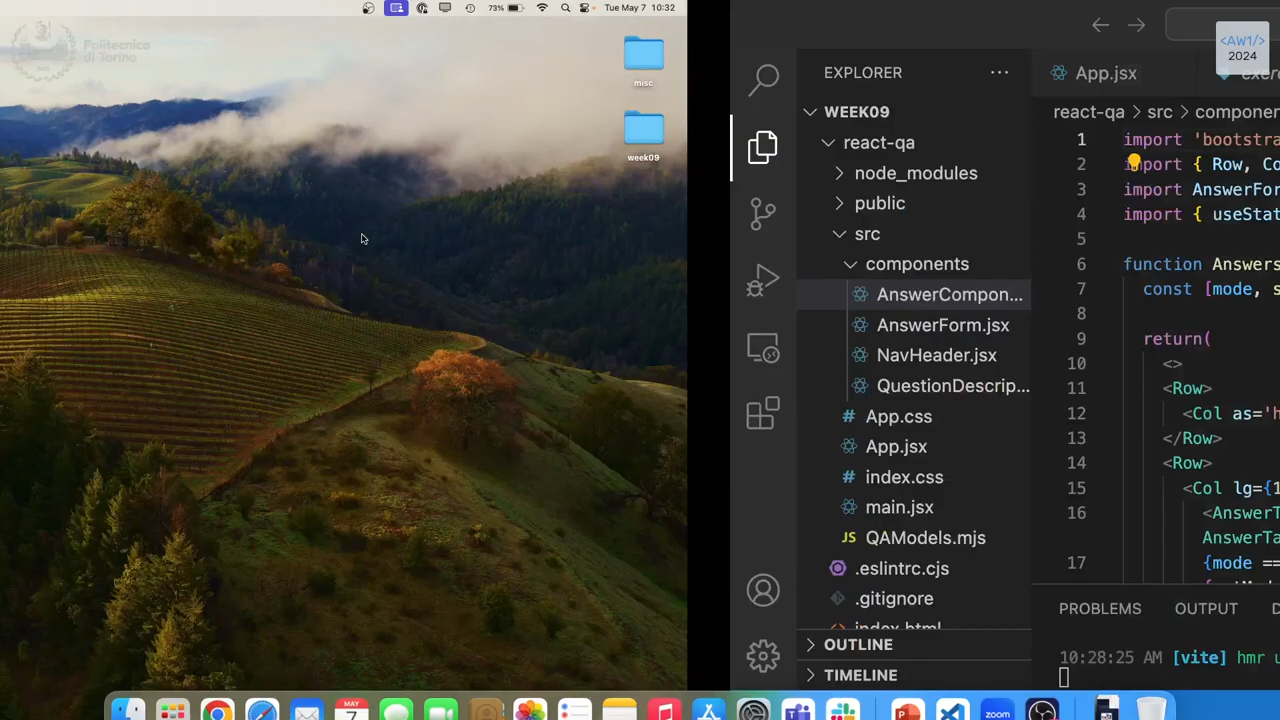 73%
Tue May 7 10:32
Politecnico
di Torino
misc
week09
<AW1/>
2024
EXPLORER
App.jsx
WEEK09
react-qa
node_modules
public
src
components
AnswerCompon...
AnswerForm.jsx
NavHeader.jsx
QuestionDescrip...
App.css
App.jsx
index.css
main.jsx
QAModels.mjs
.eslintrc.cjs
.gitignore
index.html
OUTLINE
TIMELINE
react-qa > src > componen
1 import 'bootstra
2 import { Row, Co
3 import AnswerFor
4 import { useStat
5
6 function Answers
7 const [mode, s
8
9 return(
10 <>
11 <Row>
12 <Col as='h
13 </Row>
14 <Row>
15 <Col lg={1
16 <AnswerT
AnswerTa
17 {mode ==
PROBLEMS OUTPUT
10:28:25 AM [vite] hmr u
MAY
7
zoom